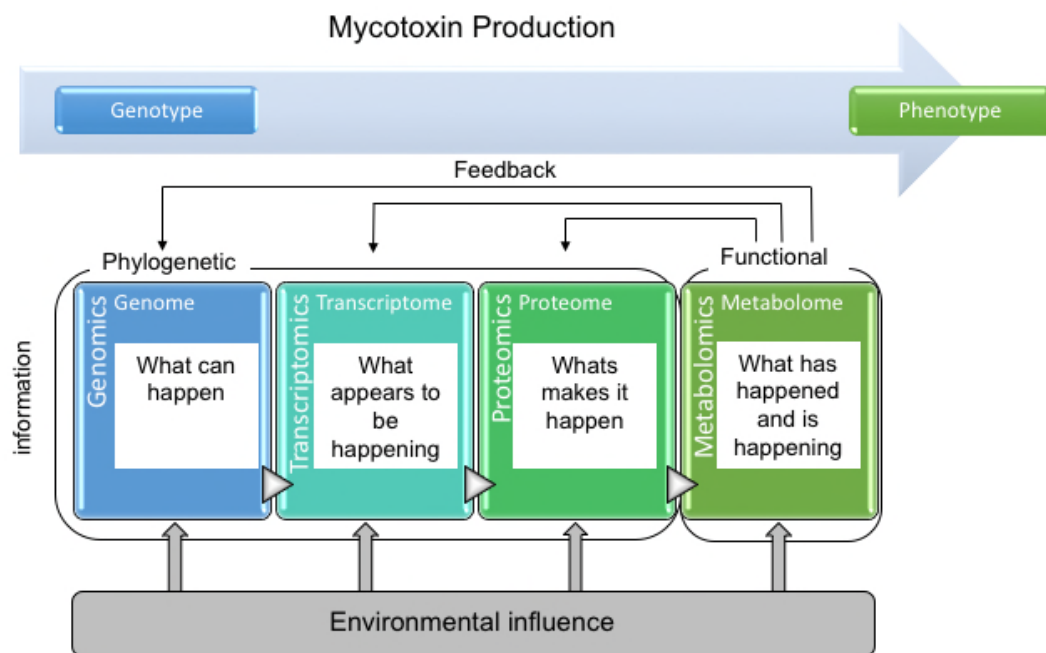 Mycotoxin Production
Genotype
Phenotype
Feedback
Phylogenetic
Functional
information
Genomics
Genome
What can
happen
Transcriptomics
Transcriptome
What
appears to
be
happening
Proteomics
Proteome
Whats
makes it
happen
Metabolomics
Metabolome
What has
happened
and is
happening
Environmental influence